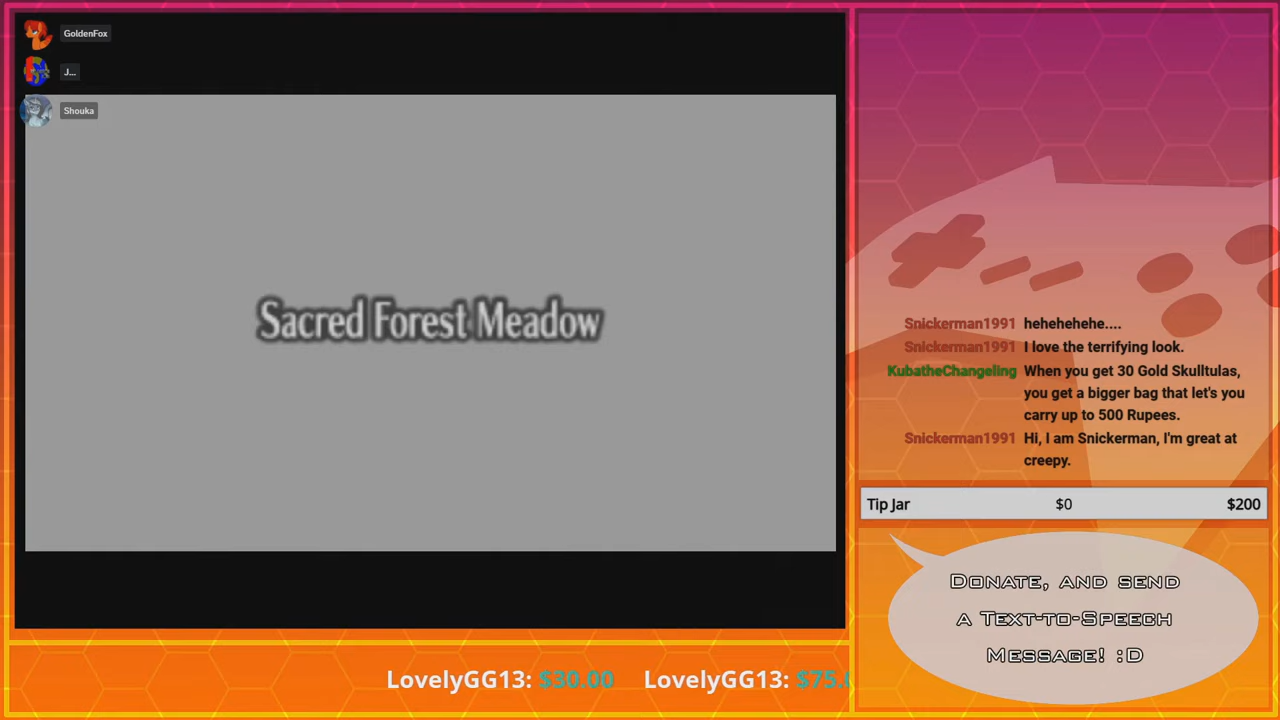 GoldenFox
J...
Shouka
Sacred Forest Meadow
Snickerman1991 hehehehehe....
Snickerman1991 I love the terrifying look.
KubatheChangeling When you get 30 Gold Skulltulas,
you get a bigger bag that let's you
carry up to 500 Rupees.
Snickerman1991 Hi, I am Snickerman, I'm great at
creepy.
Tip Jar $0 $200
Donate, and send
a Text-to-Speech
Message! :D
LovelyGG13: $30.00 LovelyGG13: $75.